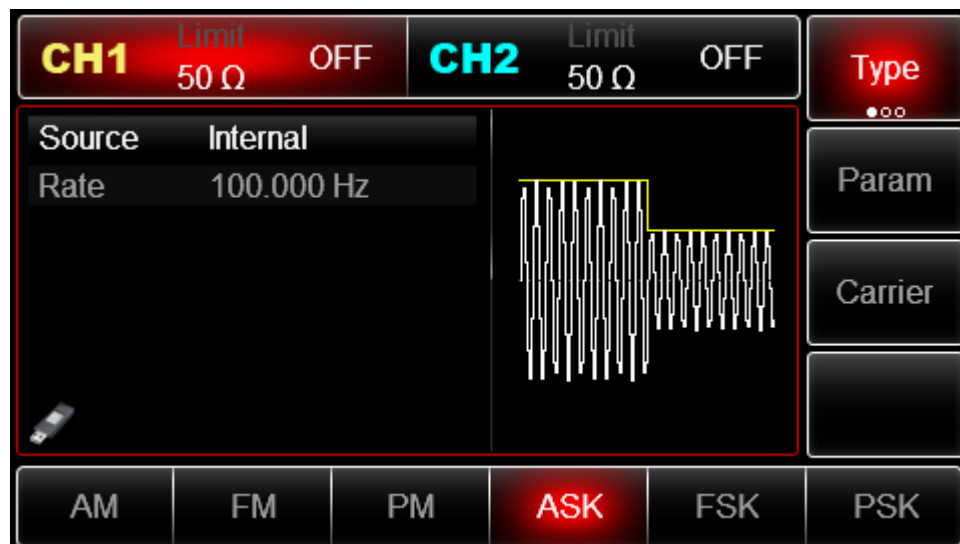 CH1 Limit 50 Ω OFF
CH2 Limit 50 Ω OFF
Type
Source Internal
Rate 100.000 Hz
Param
Carrier
AM FM PM ASK FSK PSK